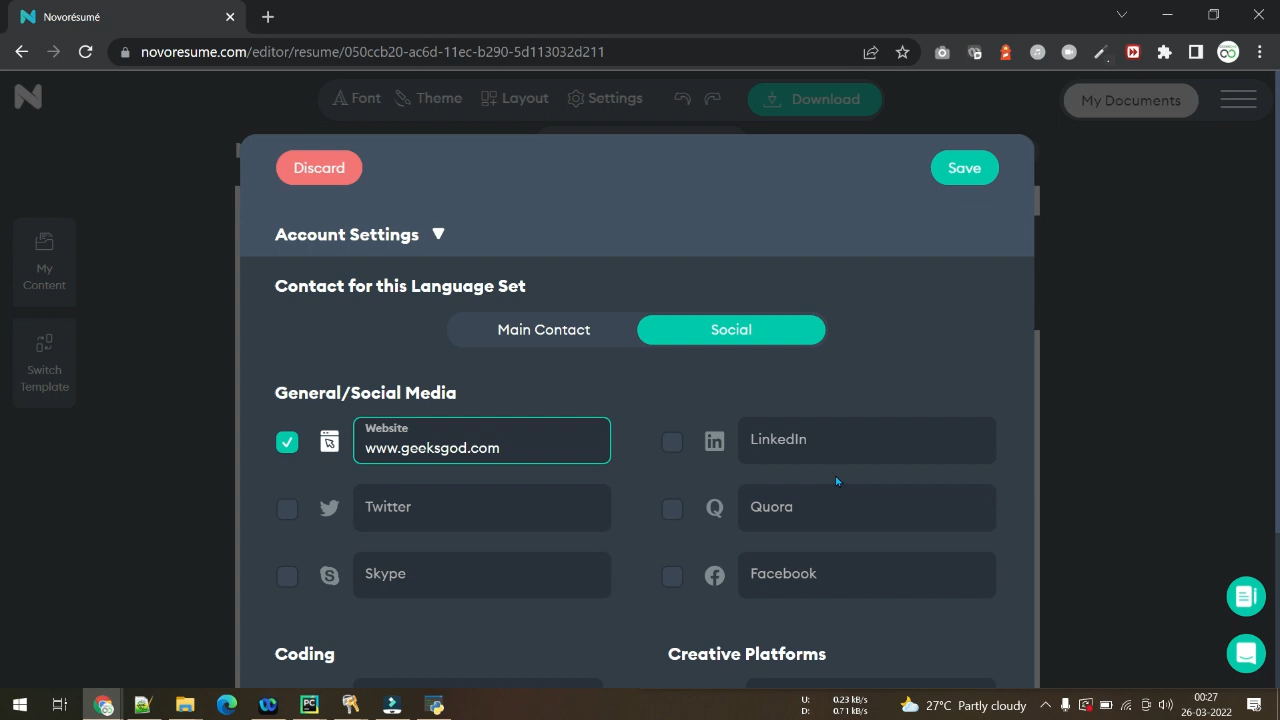 Novorésumé
novoresume.com/editor/resume/050ccb20-ac6d-11ec-b290-5d113032d211
Font Theme Layout Settings Download My Documents
Discard Save
Account Settings
Contact for this Language Set
Main Contact Social
General/Social Media
Website
www.geeksgod.com
LinkedIn
Twitter
Quora
Skype
Facebook
Coding
Creative Platforms
My
Content
Switch
Template
U: 0.23 kB/s
D: 0.71 kB/s
27°C Partly cloudy
00:27
26-03-2022